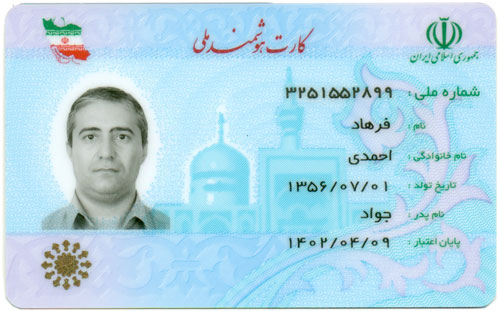 کارت هوشمند ملی
جمهوری اسلامی ایران
شماره ملی : ۳۲۵۱۵۵۲۸۹۹
نام : فرهاد
نام خانوادگی : احمدی
تاریخ تولد : ۱۳۵۶/۰۷/۰۱
نام پدر : جواد
پایان اعتبار : ۱۴۰۲/۰۴/۰۹